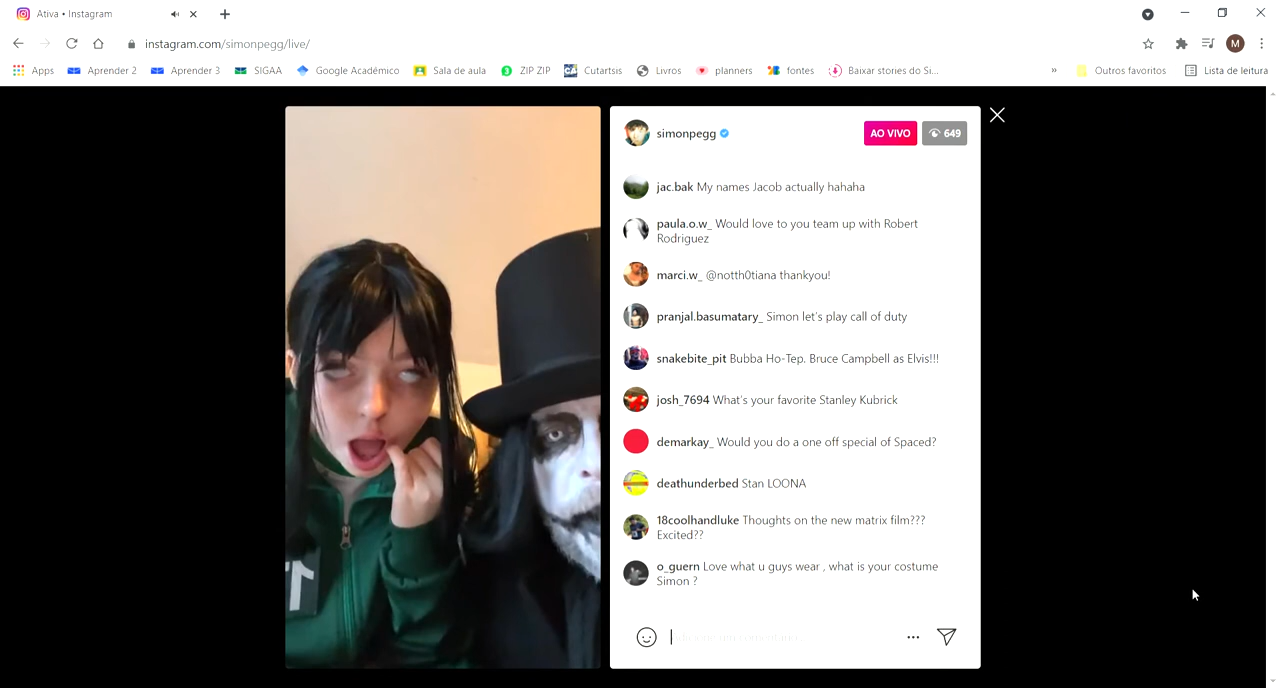 Ativa • Instagram
instagram.com/simonpegg/live/
M
Apps
Aprender 2
Aprender 3
SIGAA
Google Acadêmico
Sala de aula
ZIP ZIP
Cutartsis
Livros
planners
fontes
Baixar stories do Si...
»
Outros favoritos
Lista de leitura
simonpegg
AO VIVO
649
jac.bak My names Jacob actually hahaha
paula.o.w_ Would love to you team up with Robert
Rodriguez
marci.w_ @notth0tiana thankyou!
pranjal.basumatary_ Simon let's play call of duty
snakebite_pit Bubba Ho-Tep. Bruce Campbell as Elvis!!!
josh_7694 What's your favorite Stanley Kubrick
demarkay_ Would you do a one off special of Spaced?
deathunderbed Stan LOONA
18coolhandluke Thoughts on the new matrix film???
Excited??
o_guern Love what u guys wear , what is your costume
Simon ?